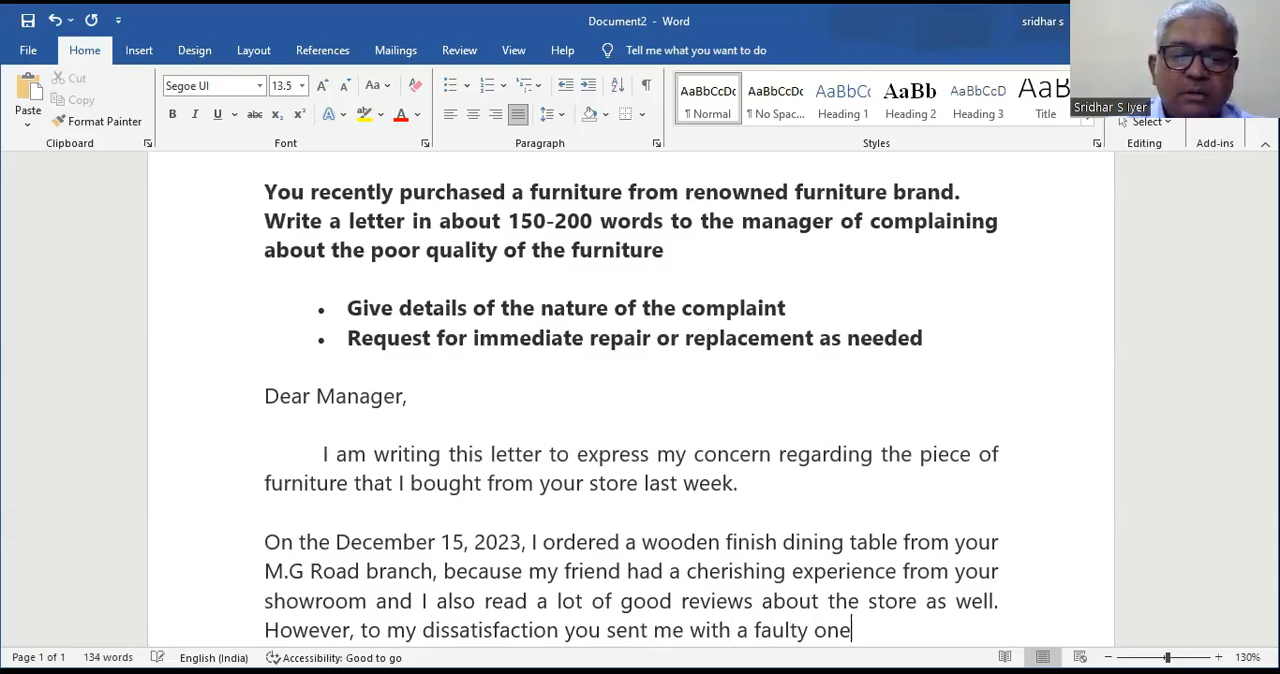 Document2 - Word
sridhar s
File Home Insert Design Layout References Mailings Review View Help Tell me what you want to do
Paste
Cut
Copy
Format Painter
Segoe UI 13.5
AaBbCcDc AaBbCcDc AaBbCc AaBb AaBbCcD AaB
¶ Normal ¶ No Spac... Heading 1 Heading 2 Heading 3 Title
Select
Sridhar S Iyer
Clipboard Font Paragraph Styles Editing Add-ins
You recently purchased a furniture from renowned furniture brand.
Write a letter in about 150-200 words to the manager of complaining
about the poor quality of the furniture
• Give details of the nature of the complaint
• Request for immediate repair or replacement as needed
Dear Manager,
I am writing this letter to express my concern regarding the piece of
furniture that I bought from your store last week.
On the December 15, 2023, I ordered a wooden finish dining table from your
M.G Road branch, because my friend had a cherishing experience from your
showroom and I also read a lot of good reviews about the store as well.
However, to my dissatisfaction you sent me with a faulty one
Page 1 of 1 134 words English (India) Accessibility: Good to go 130%